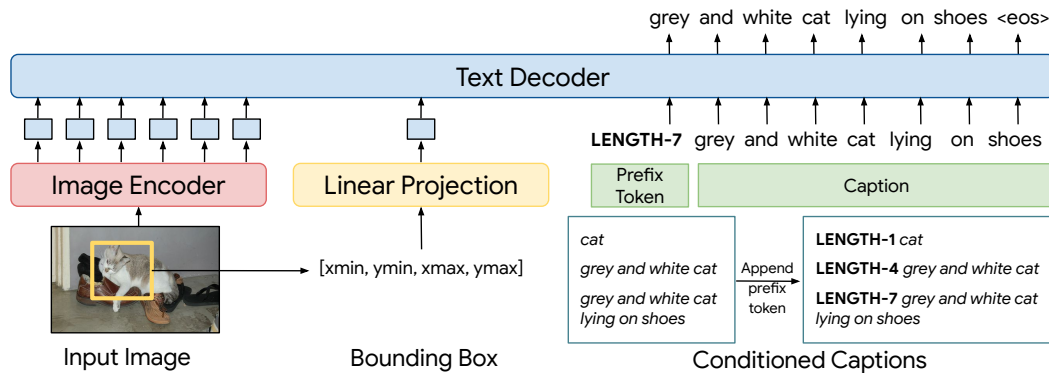 grey and white cat lying on shoes <eos>
Text Decoder
LENGTH-7 grey and white cat lying on shoes
Image Encoder
Linear Projection
Prefix
Token
Caption
[xmin, ymin, xmax, ymax]
cat
grey and white cat
grey and white cat
lying on shoes
Append
prefix
token
LENGTH-1 cat
LENGTH-4 grey and white cat
LENGTH-7 grey and white cat
lying on shoes
Input Image
Bounding Box
Conditioned Captions